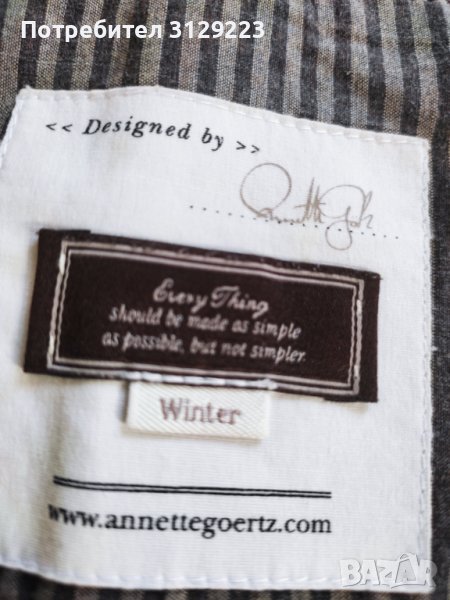 Потребител 3129223
<< Designed by >>
Every Thing
should be made as simple
as possible, but not simpler.
Winter
www.annettegoertz.com
BAZAR